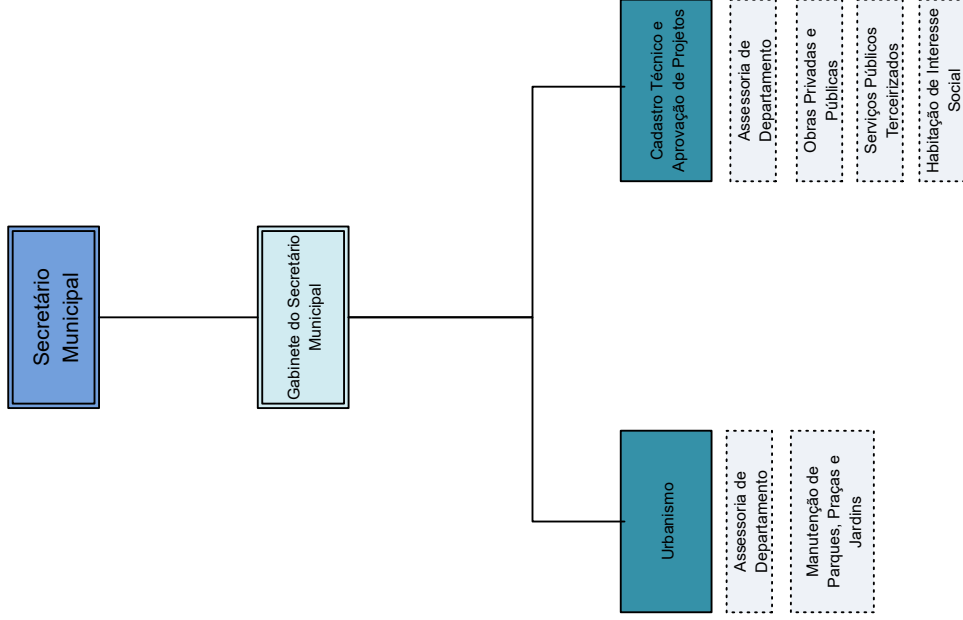 Secretário
Municipal
Gabinete do Secretário
Municipal
Urbanismo
Assessoria de
Departamento
Manutenção de
Parques, Praças e
Jardins
Cadastro Técnico e
Aprovação de Projetos
Assessoria de
Departamento
Obras Privadas e
Públicas
Serviços Públicos
Terceirizados
Habitação de Interesse
Social